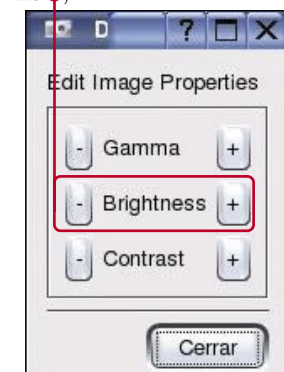 D ? X
Edit Image Properties
- Gamma +
- Brightness +
- Contrast +
Cerrar